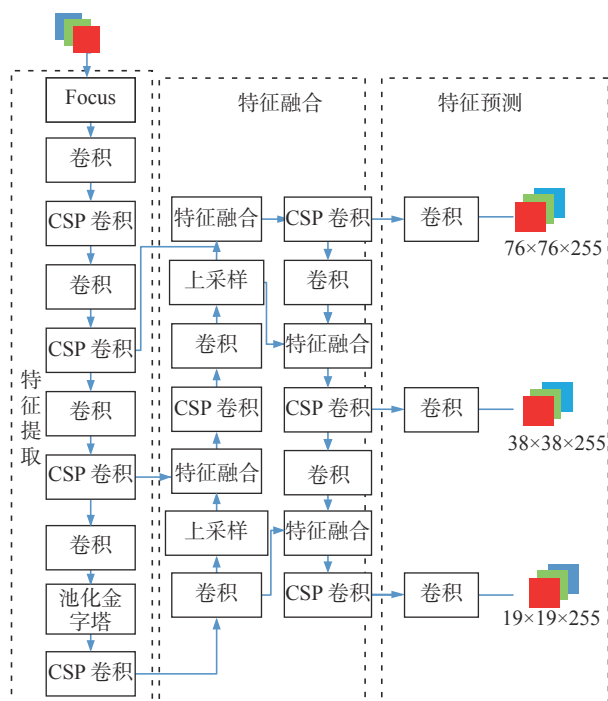 Focus
卷积
CSP 卷积
卷积
CSP 卷积
卷积
CSP 卷积
卷积
池化金
字塔
CSP 卷积
特征提取
特征融合
特征融合
上采样
卷积
CSP 卷积
特征融合
上采样
卷积
CSP 卷积
卷积
特征融合
CSP 卷积
卷积
特征融合
CSP 卷积
特征预测
卷积
76×76×255
卷积
38×38×255
卷积
19×19×255